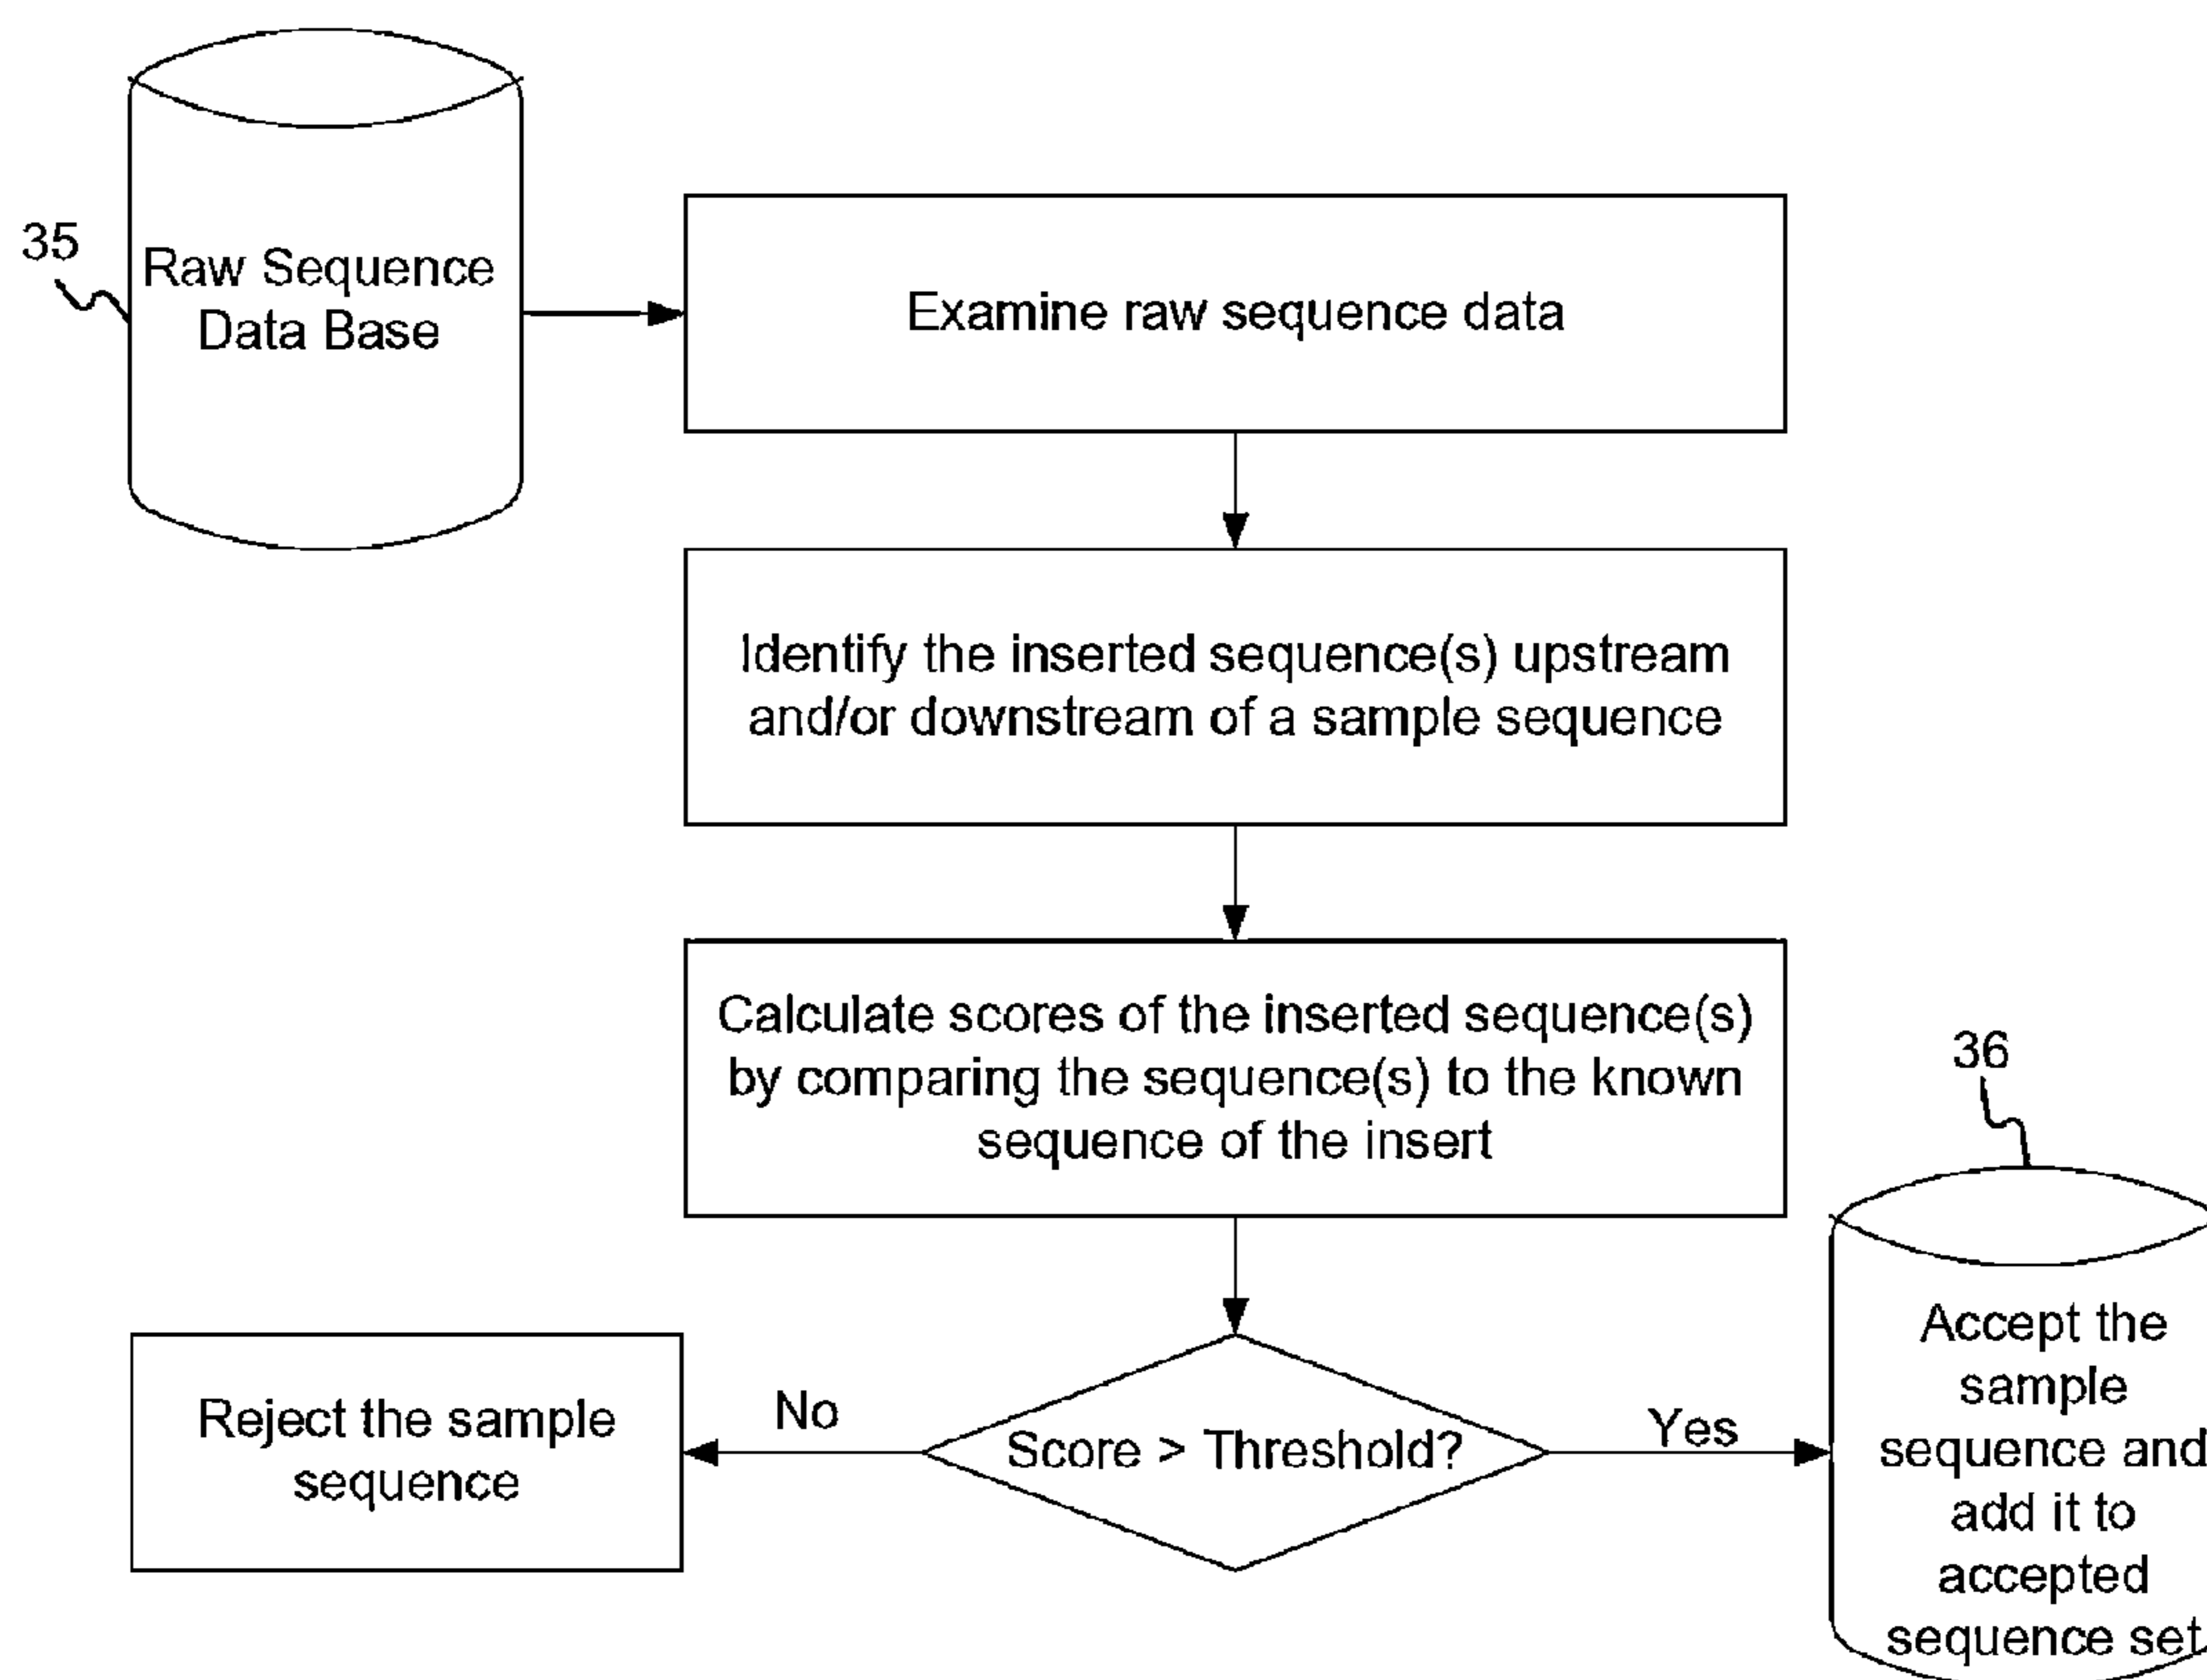 35
Raw Sequence
Data Base
Examine raw sequence data
Identify the inserted sequence(s) upstream
and/or downstream of a sample sequence
Calculate scores of the inserted sequence(s)
by comparing the sequence(s) to the known
sequence of the insert
36
Reject the sample
sequence
No
Score > Threshold?
Yes
Accept the
sample
sequence and
add it to
accepted
sequence set